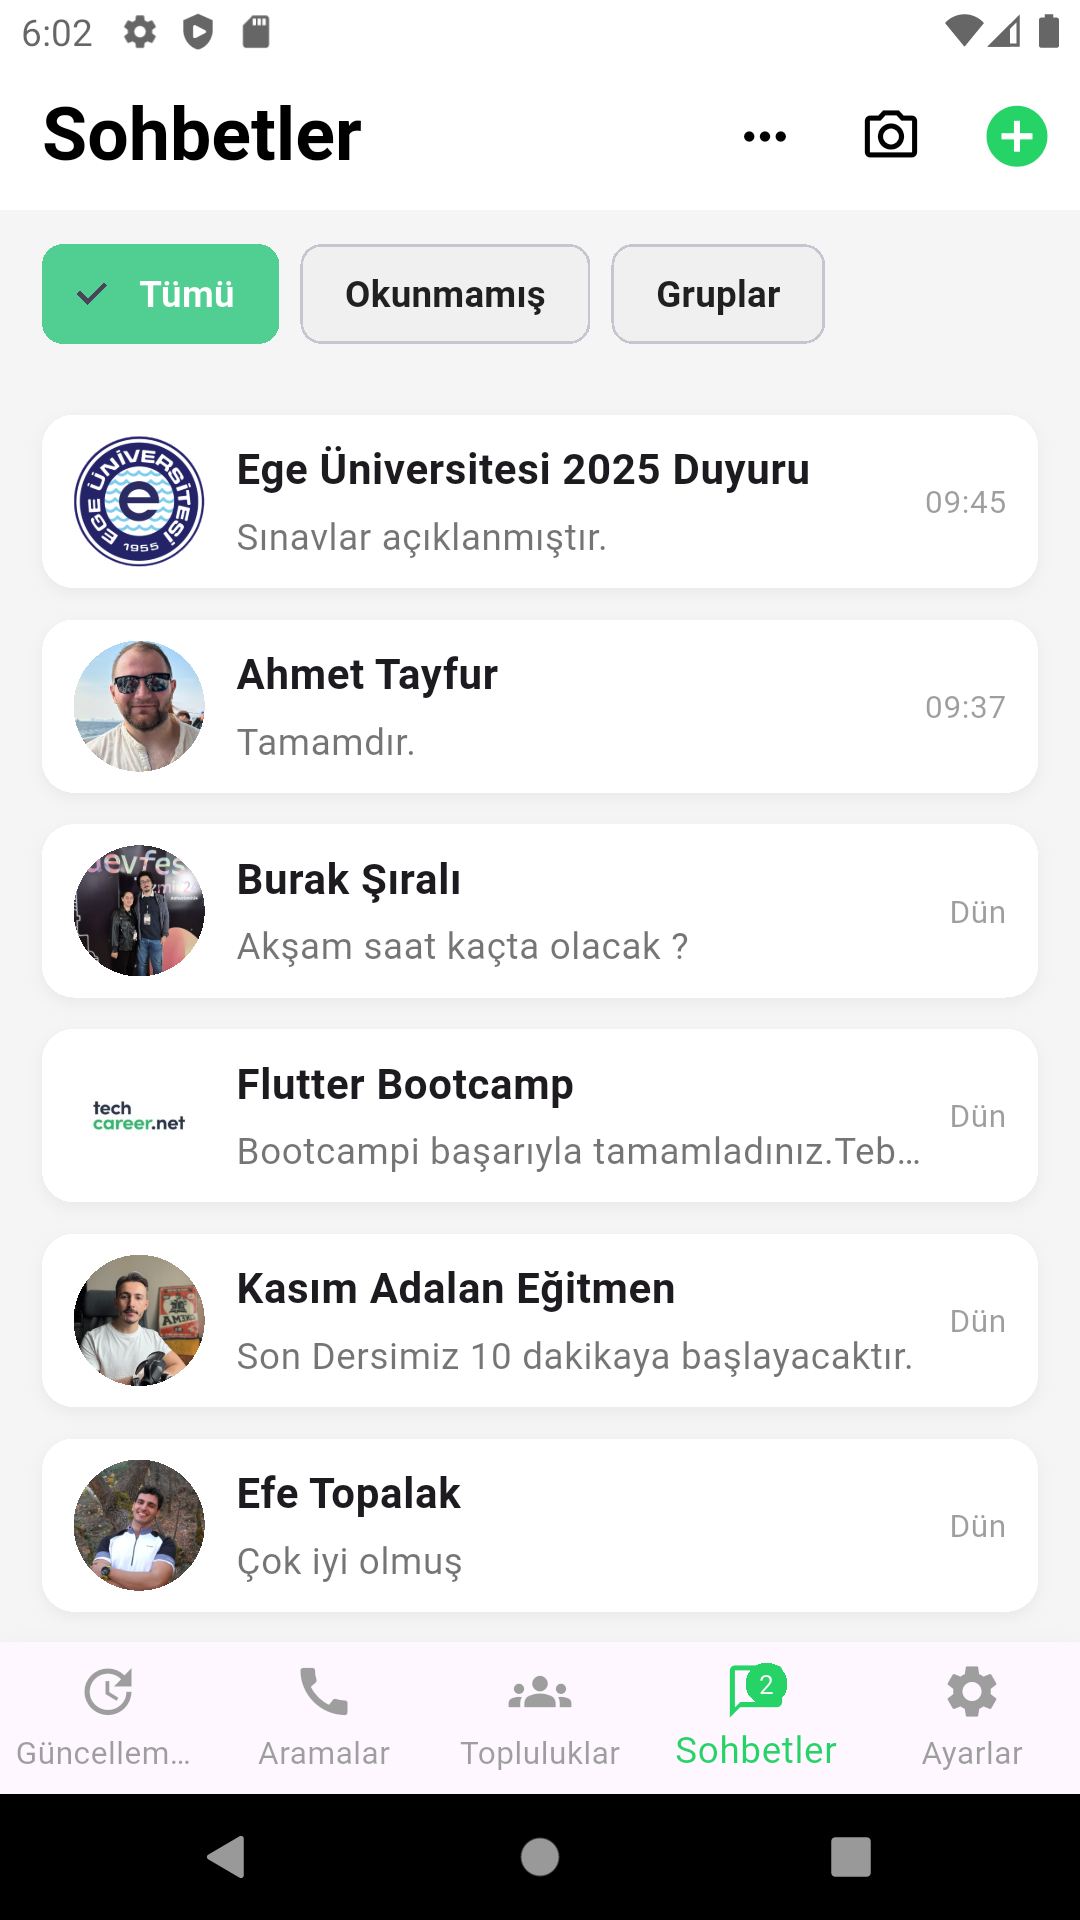 6:02
Sohbetler
Tümü
Okunmamış
Gruplar
EGE ÜNİVERSİTESİ
e
1955
Ege Üniversitesi 2025 Duyuru
Sınavlar açıklanmıştır.
09:45
Ahmet Tayfur
Tamamdır.
09:37
Burak Şıralı
Akşam saat kaçta olacak ?
Dün
tech
career.net
Flutter Bootcamp
Bootcampi başarıyla tamamladınız.Teb...
Dün
Kasım Adalan Eğitmen
Son Dersimiz 10 dakikaya başlayacaktır.
Dün
Efe Topalak
Çok iyi olmuş
Dün
2
Güncellem...
Aramalar
Topluluklar
Sohbetler
Ayarlar